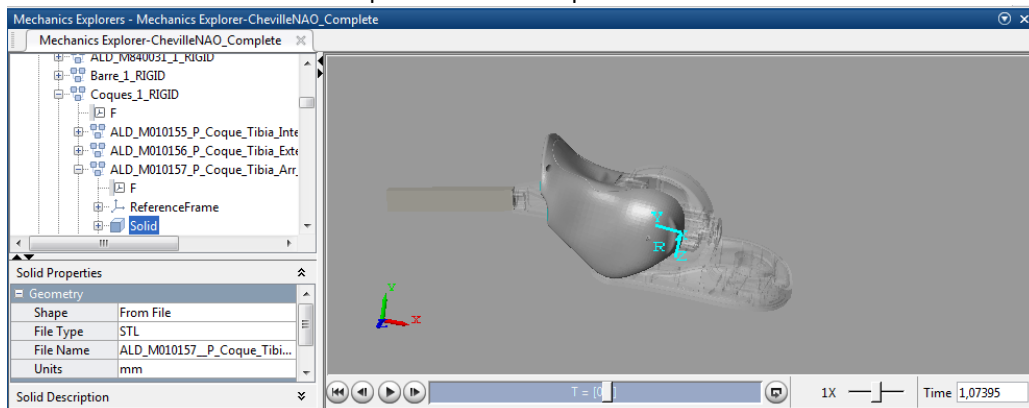 Mechanics Explorers - Mechanics Explorer-ChevilleNAO_Complete
Mechanics Explorer-ChevilleNAO_Complete
ALD_M840031_1_RIGID
Barre_1_RIGID
Coques_1_RIGID
F
ALD_M010155_P_Coque_Tibia_Inte
ALD_M010156_P_Coque_Tibia_Exte
ALD_M010157_P_Coque_Tibia_Arr
F
ReferenceFrame
Solid
Solid Properties
Geometry
Shape From File
File Type STL
File Name ALD_M010157__P_Coque_Tibi...
Units mm
Solid Description
Y
R
Y
X
Z
T = [0
1X
Time 1,07395